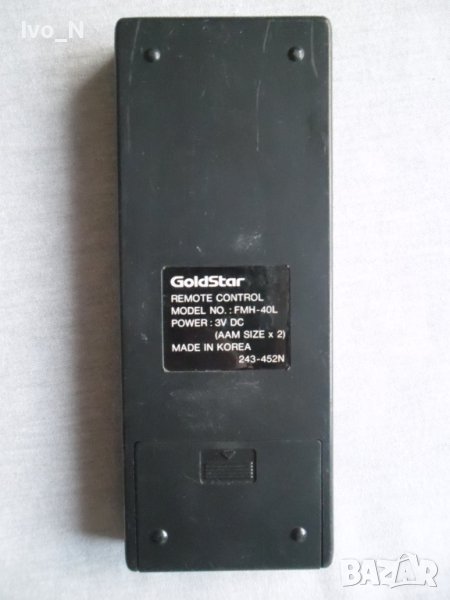 Ivo_N
GoldStar
REMOTE CONTROL
MODEL NO. : FMH-40L
POWER : 3V DC
(AAM SIZE x 2)
MADE IN KOREA
243-452N
BAZAR